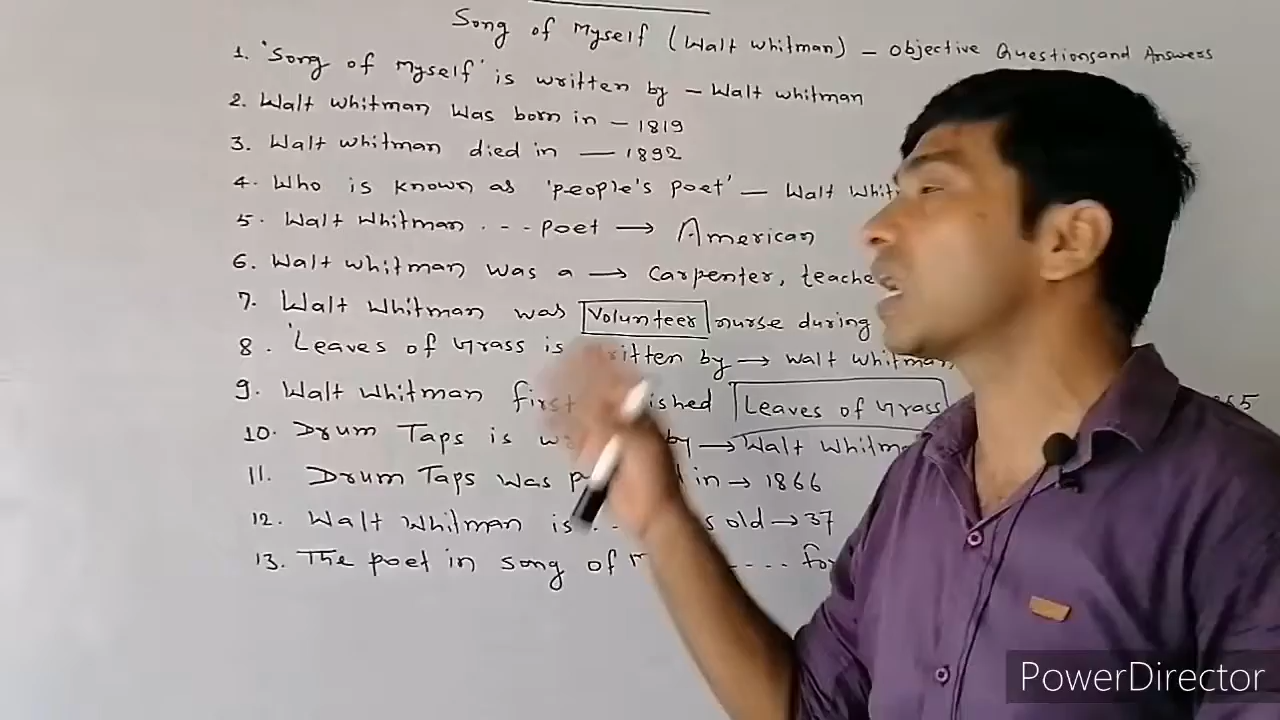 Song of Myself (Walt Whitman) - Objective Questions and Answers
1. 'Song of Myself' is written by - Walt Whitman
2. Walt Whitman Was born in - 1819
3. Walt Whitman died in - 1892
4. Who is known as 'people's poet' - Walt
5. Walt Whitman ... poet → American
6. Walt Whitman was a → Carpenter,
7. Walt Whitman was Volunteer nurse during
8. 'Leaves of Grass is written by → Walt Whitman
9. Walt Whitman first Leaves of Grass
10. Drum Taps is by → Walt
11. Drum Taps was in → 1866
12. Walt Whitman is old → 37
13. The poet in song of
PowerDirector